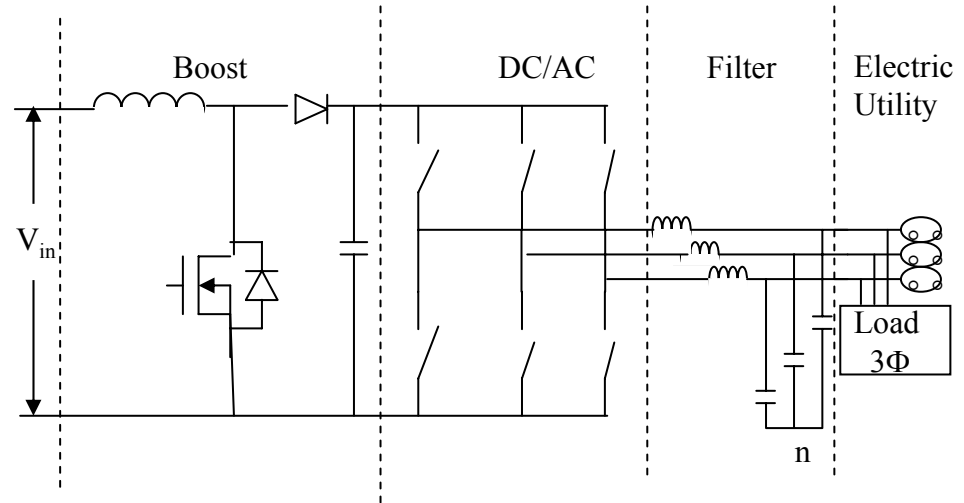 Boost
DC/AC
Filter
Electric
Utility
Vin
Load
3Φ
n